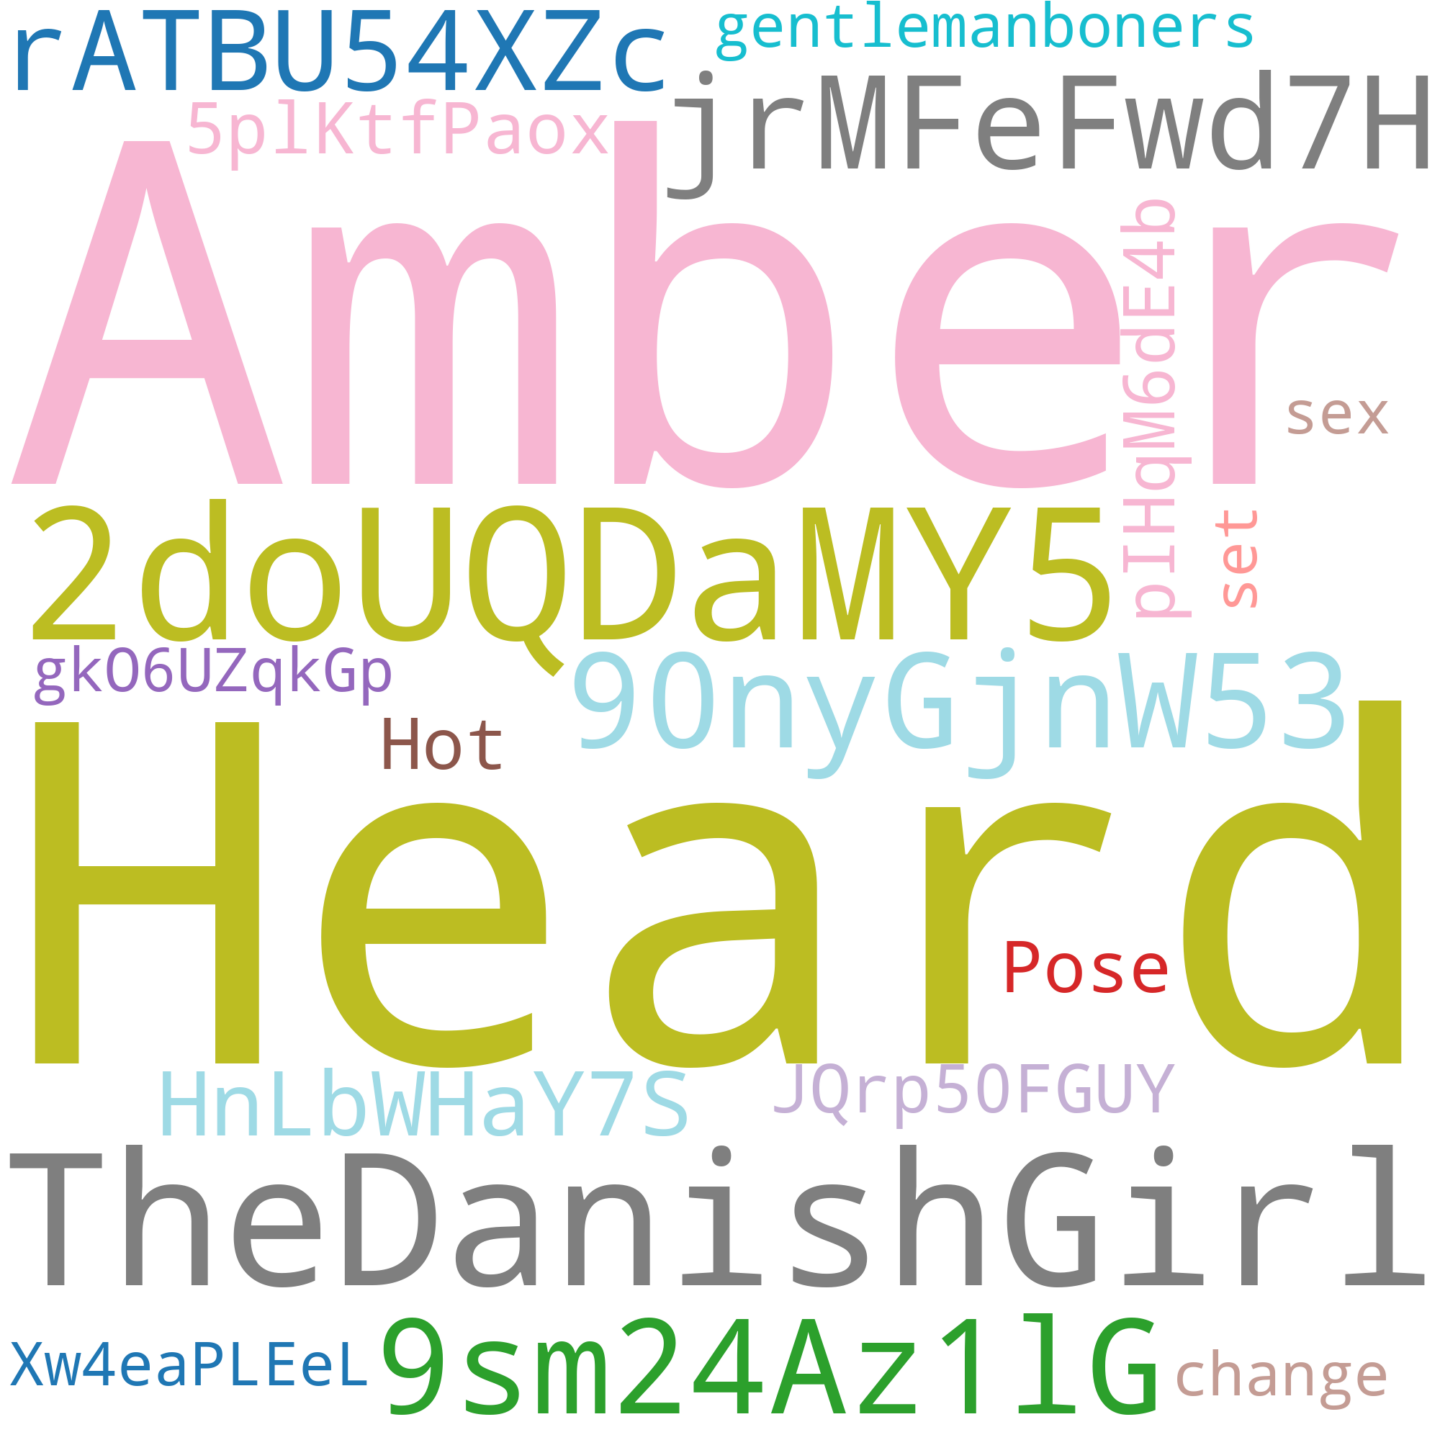 rATBU54XZc
gentlemanboners
5plKtfPaox
jrMFeFwd7H
Amber
pIHqM6dE4b
sex
2doUQDaMY5
set
gkO6UZqkGp
90nyGjnW53
Hot
Heard
Pose
HnLbWHaY7S
JQrp50FGUY
TheDanishGirl
Xw4eaPLEeL
9sm24Az1lG
change